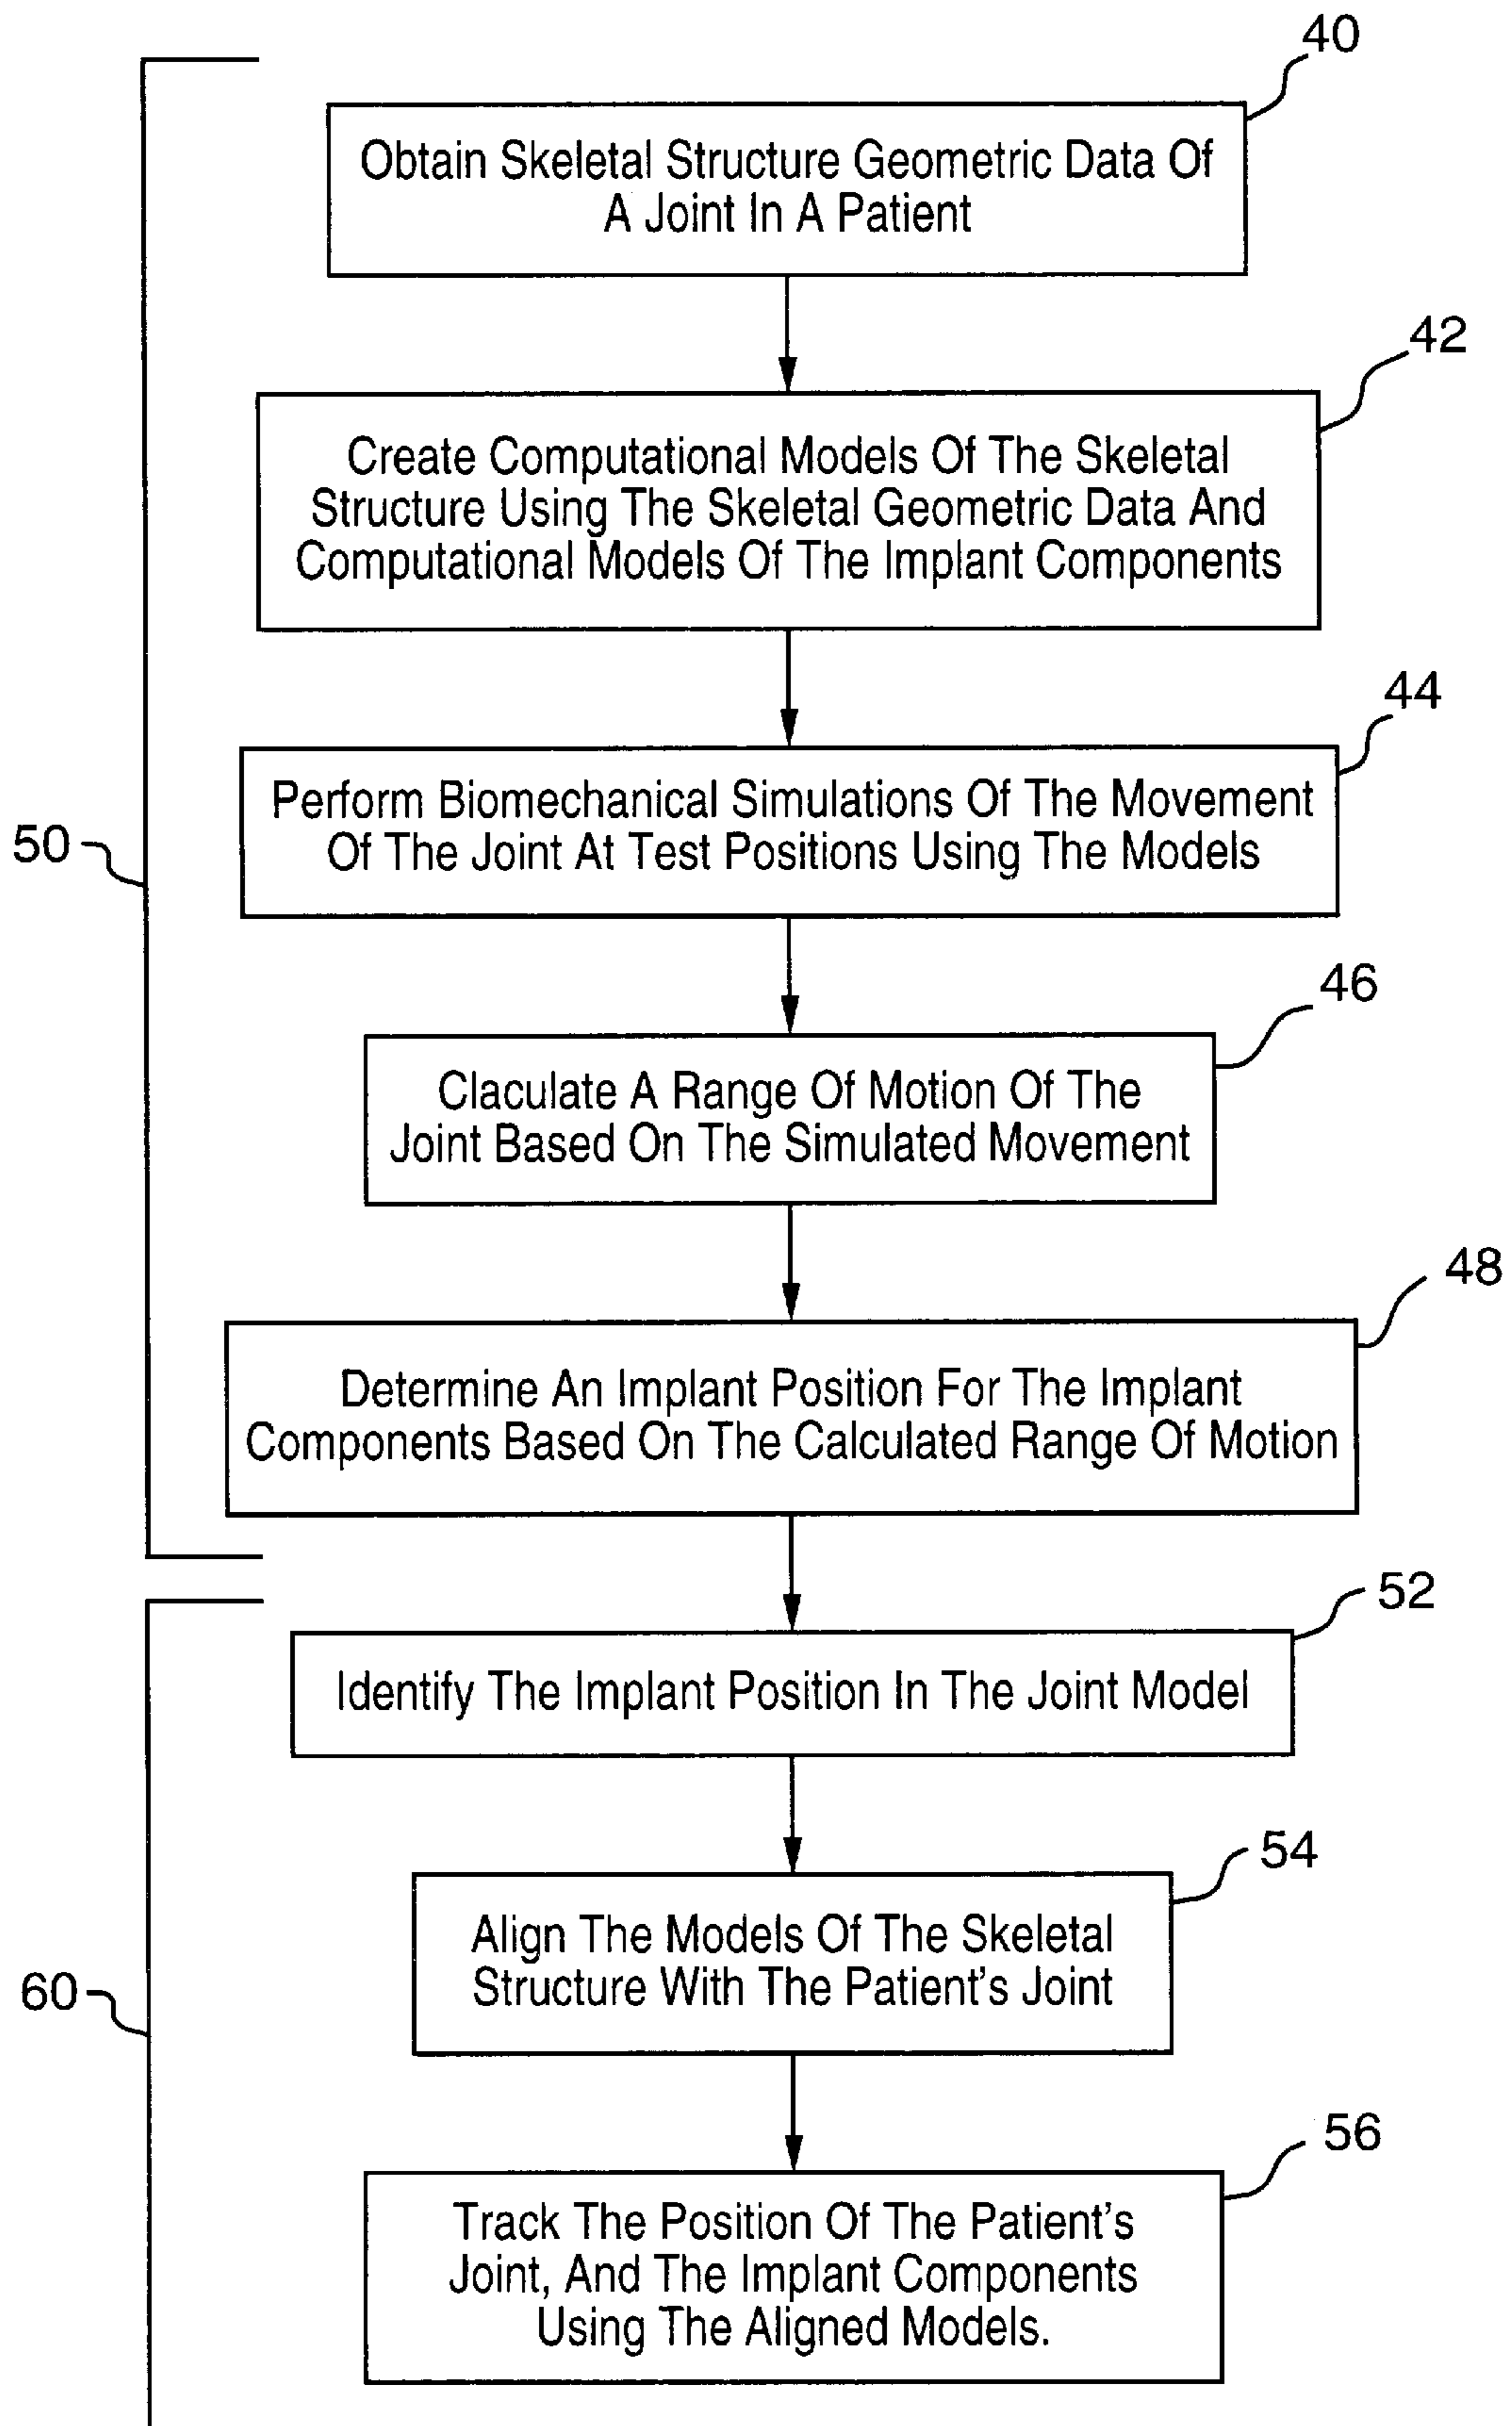 40
Obtain Skeletal Structure Geometric Data Of
A Joint In A Patient
42
Create Computational Models Of The Skeletal
Structure Using The Skeletal Geometric Data And
Computational Models Of The Implant Components
44
Perform Biomechanical Simulations Of The Movement
Of The Joint At Test Positions Using The Models
50
46
Claculate A Range Of Motion Of The
Joint Based On The Simulated Movement
48
Determine An Implant Position For The Implant
Components Based On The Calculated Range Of Motion
52
Identify The Implant Position In The Joint Model
54
Align The Models Of The Skeletal
Structure With The Patient's Joint
60
56
Track The Position Of The Patient's
Joint, And The Implant Components
Using The Aligned Models.